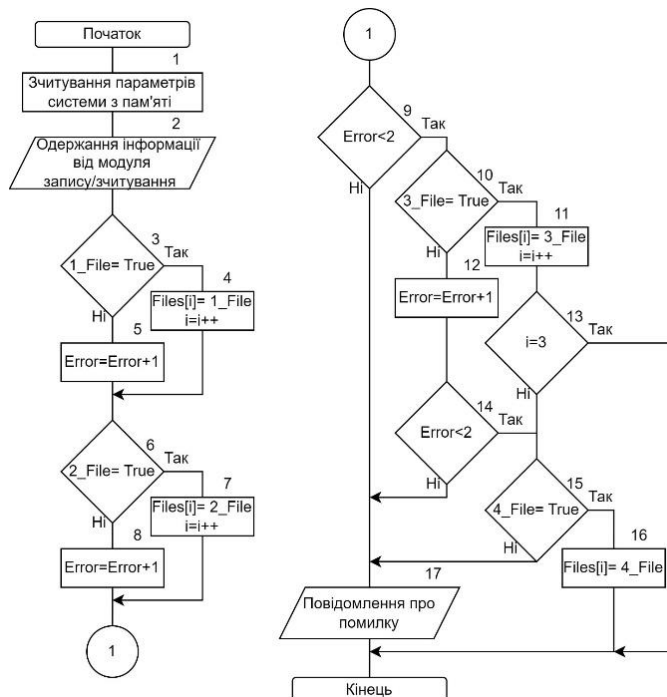 Початок
1
Зчитування параметрів
системи з пам'яті
2
Одержання інформації
від модуля
запису/зчитування
3
1_File= True
Так
Ні
4
Files[i]= 1_File
i=i++
5
Error=Error+1
6
2_File= True
Так
Ні
7
Files[i]= 2_File
i=i++
8
Error=Error+1
1
1
9
Error<2
Так
Ні
10
3_File= True
Так
Ні
11
Files[i]= 3_File
i=i++
12
Error=Error+1
13
i=3
Так
Ні
14
Error<2
Так
Ні
15
4_File= True
Так
Ні
16
Files[i]= 4_File
17
Повідомлення про
помилку
Кінець